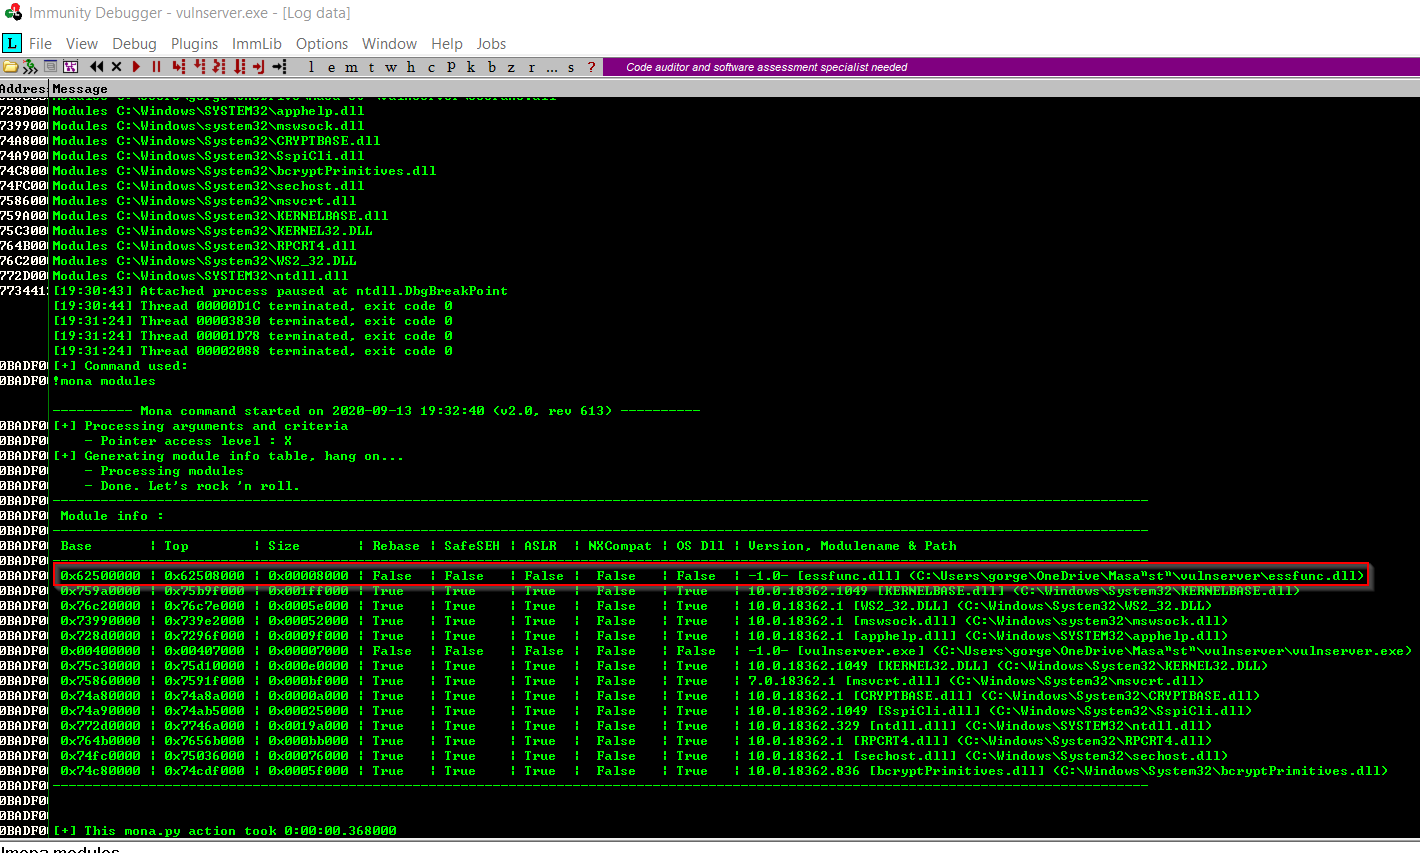 Immunity Debugger - vulnserver.exe - [Log data]
L File View Debug Plugins ImmLib Options Window Help Jobs
l e m t w h c P k b z r ... s ? Code auditor and software assessment specialist needed
Addres: Message
728D00 Modules C:\Windows\SYSTEM32\apphelp.dll
739900 Modules C:\Windows\system32\mswsock.dll
74A800 Modules C:\Windows\System32\CRYPTBASE.dll
74A900 Modules C:\Windows\System32\SspiCli.dll
74C800 Modules C:\Windows\System32\bcryptPrimitives.dll
74FC00 Modules C:\Windows\System32\sechost.dll
758600 Modules C:\Windows\System32\msvcrt.dll
759A00 Modules C:\Windows\System32\KERNELBASE.dll
75C300 Modules C:\Windows\System32\KERNEL32.DLL
764B00 Modules C:\Windows\System32\RPCRT4.dll
76C200 Modules C:\Windows\System32\WS2_32.DLL
772D00 Modules C:\Windows\SYSTEM32\ntdll.dll
773441 [19:30:43] Attached process paused at ntdll.DbgBreakPoint
[19:30:44] Thread 00000D1C terminated, exit code 0
[19:31:24] Thread 00003830 terminated, exit code 0
[19:31:24] Thread 00001D78 terminated, exit code 0
[19:31:24] Thread 00002088 terminated, exit code 0
0BADF0 [+] Command used:
0BADF0 !mona modules
---------- Mona command started on 2020-09-13 19:32:40 (v2.0, rev 613) ----------
0BADF0 [+] Processing arguments and criteria
0BADF0 - Pointer access level : X
0BADF0 [+] Generating module info table, hang on...
0BADF0 - Processing modules
0BADF0 - Done. Let's rock 'n roll.
0BADF0
0BADF0 Module info :
0BADF0
0BADF0 Base | Top | Size | Rebase | SafeSEH | ASLR | NXCompat | OS Dll | Version, Modulename & Path
0BADF0
0BADF0 0x62500000 | 0x62508000 | 0x00008000 | False | False | False | False | False | -1.0- [essfunc.dll] (C:\Users\gorge\OneDrive\Masa"st"\vulnserver\essfunc.dll)
0BADF0 0x759a0000 | 0x75b9f000 | 0x001ff000 | True | True | True | False | True | 10.0.18362.1049 [KERNELBASE.dll] (C:\Windows\System32\KERNELBASE.dll)
0BADF0 0x76c20000 | 0x76c7e000 | 0x0005e000 | True | True | True | False | True | 10.0.18362.1 [WS2_32.DLL] (C:\Windows\System32\WS2_32.DLL)
0BADF0 0x73990000 | 0x739e2000 | 0x00052000 | True | True | True | False | True | 10.0.18362.1 [mswsock.dll] (C:\Windows\system32\mswsock.dll)
0BADF0 0x728d0000 | 0x7296f000 | 0x0009f000 | True | True | True | False | True | 10.0.18362.1 [apphelp.dll] (C:\Windows\SYSTEM32\apphelp.dll)
0BADF0 0x00400000 | 0x00407000 | 0x00007000 | False | False | False | False | False | -1.0- [vulnserver.exe] (C:\Users\gorge\OneDrive\Masa"st"\vulnserver\vulnserver.exe)
0BADF0 0x75c30000 | 0x75d10000 | 0x000e0000 | True | True | True | False | True | 10.0.18362.1049 [KERNEL32.DLL] (C:\Windows\System32\KERNEL32.DLL)
0BADF0 0x75860000 | 0x7591f000 | 0x000bf000 | True | True | True | False | True | 7.0.18362.1 [msvcrt.dll] (C:\Windows\System32\msvcrt.dll)
0BADF0 0x74a80000 | 0x74a8a000 | 0x0000a000 | True | True | True | False | True | 10.0.18362.1 [CRYPTBASE.dll] (C:\Windows\System32\CRYPTBASE.dll)
0BADF0 0x74a90000 | 0x74ab5000 | 0x00025000 | True | True | True | False | True | 10.0.18362.1049 [SspiCli.dll] (C:\Windows\System32\SspiCli.dll)
0BADF0 0x772d0000 | 0x7746a000 | 0x0019a000 | True | True | True | False | True | 10.0.18362.329 [ntdll.dll] (C:\Windows\SYSTEM32\ntdll.dll)
0BADF0 0x764b0000 | 0x7656b000 | 0x000bb000 | True | True | True | False | True | 10.0.18362.1 [RPCRT4.dll] (C:\Windows\System32\RPCRT4.dll)
0BADF0 0x74fc0000 | 0x75036000 | 0x00076000 | True | True | True | False | True | 10.0.18362.1 [sechost.dll] (C:\Windows\System32\sechost.dll)
0BADF0 0x74c80000 | 0x74cdf000 | 0x0005f000 | True | True | True | False | True | 10.0.18362.836 [bcryptPrimitives.dll] (C:\Windows\System32\bcryptPrimitives.dll)
0BADF0
0BADF0
0BADF0
0BADF0 [+] This mona.py action took 0:00:00.368000
!mona modules